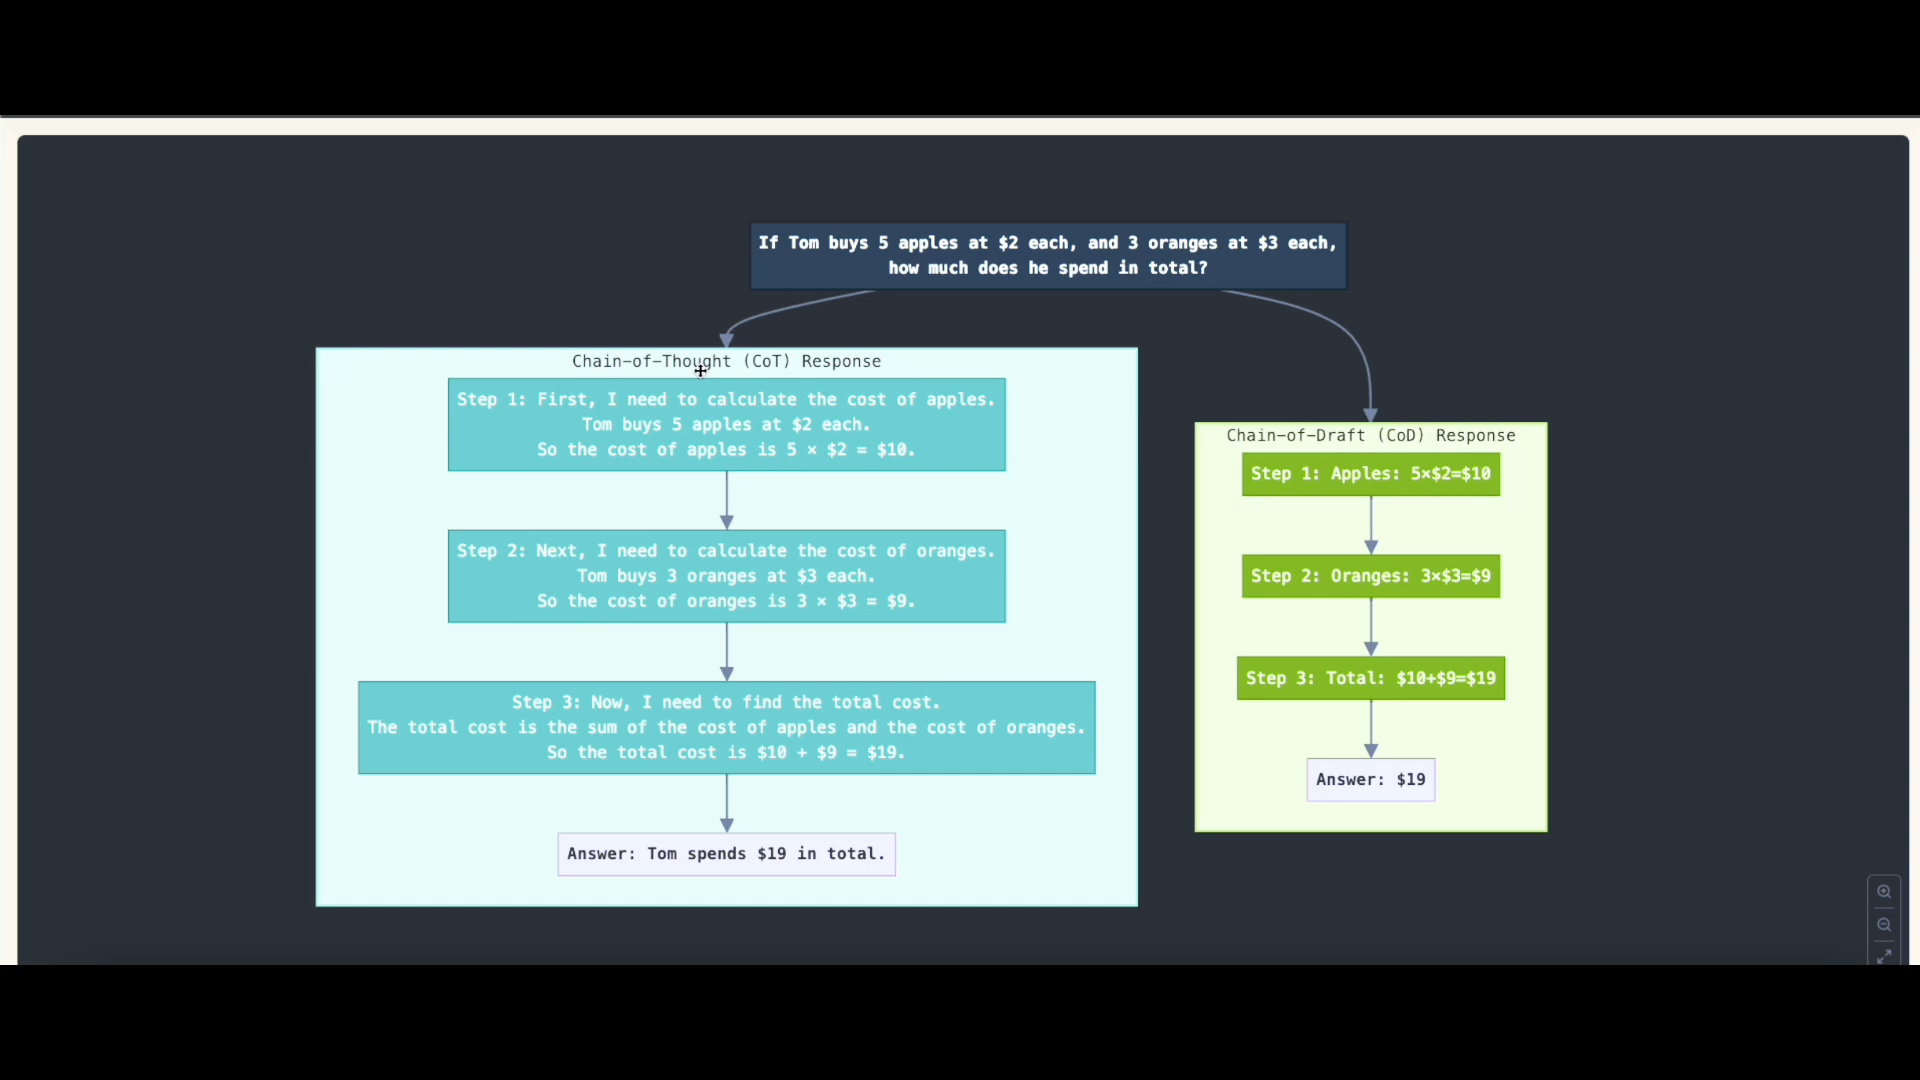 If Tom buys 5 apples at $2 each, and 3 oranges at $3 each,
how much does he spend in total?
Chain-of-Thought (CoT) Response
Step 1: First, I need to calculate the cost of apples.
Tom buys 5 apples at $2 each.
So the cost of apples is 5 × $2 = $10.
Step 2: Next, I need to calculate the cost of oranges.
Tom buys 3 oranges at $3 each.
So the cost of oranges is 3 × $3 = $9.
Step 3: Now, I need to find the total cost.
The total cost is the sum of the cost of apples and the cost of oranges.
So the total cost is $10 + $9 = $19.
Answer: Tom spends $19 in total.
Chain-of-Draft (CoD) Response
Step 1: Apples: 5×$2=$10
Step 2: Oranges: 3×$3=$9
Step 3: Total: $10+$9=$19
Answer: $19